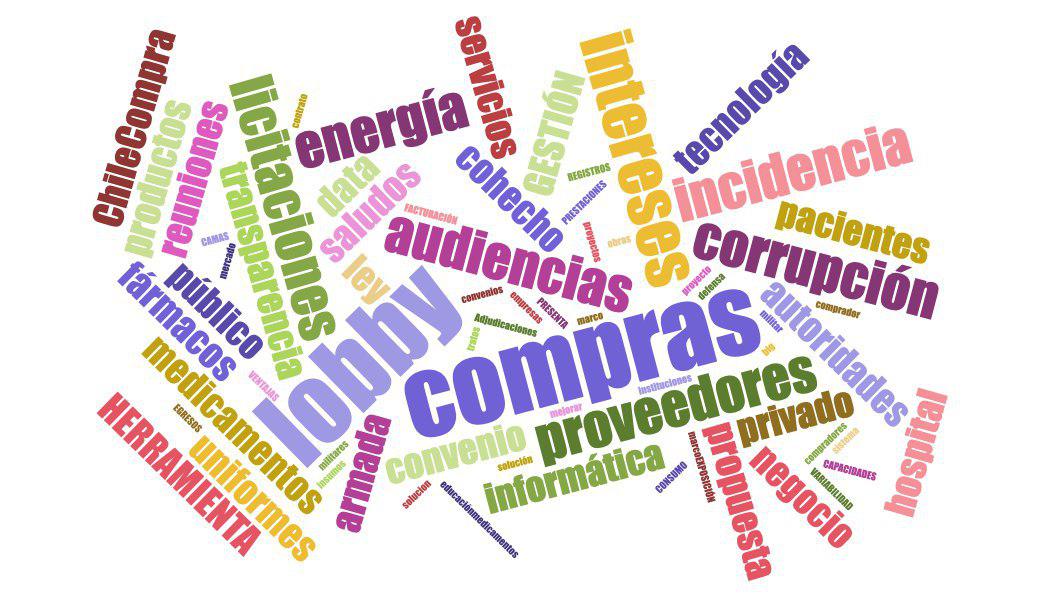 ChileCompra
productos
reuniones
licitaciones
contrato
energía
servicios
GESTIÓN
intereses
tecnología
transparencia
data
saludos
cohecho
REGISTROS
PRESTACIONES
incidencia
FACTURACIÓN
proyectos
obras
pacientes
CAMAS
mercado
público
fármacos
ley
audiencias
corrupción
lobby
convenios
empresas
PRESENTA
marco
proyecto
defensa
autoridades
comprador
militar
Adjudicaciones
tratos
compras
big
medicamentos
VENTAJAS
instituciones
mejorar
proveedores
privado
hospital
HERRAMIENTA
EGRESOS
uniformes
militares
insumos
armada
convenio
solución
informática
CONSUMO
marcoEXPOSICIÓN
propuesta
negocio
compradores
sistema
CAPACIDADES
VARIABILIDAD
solucion
educaciónmedicamentos